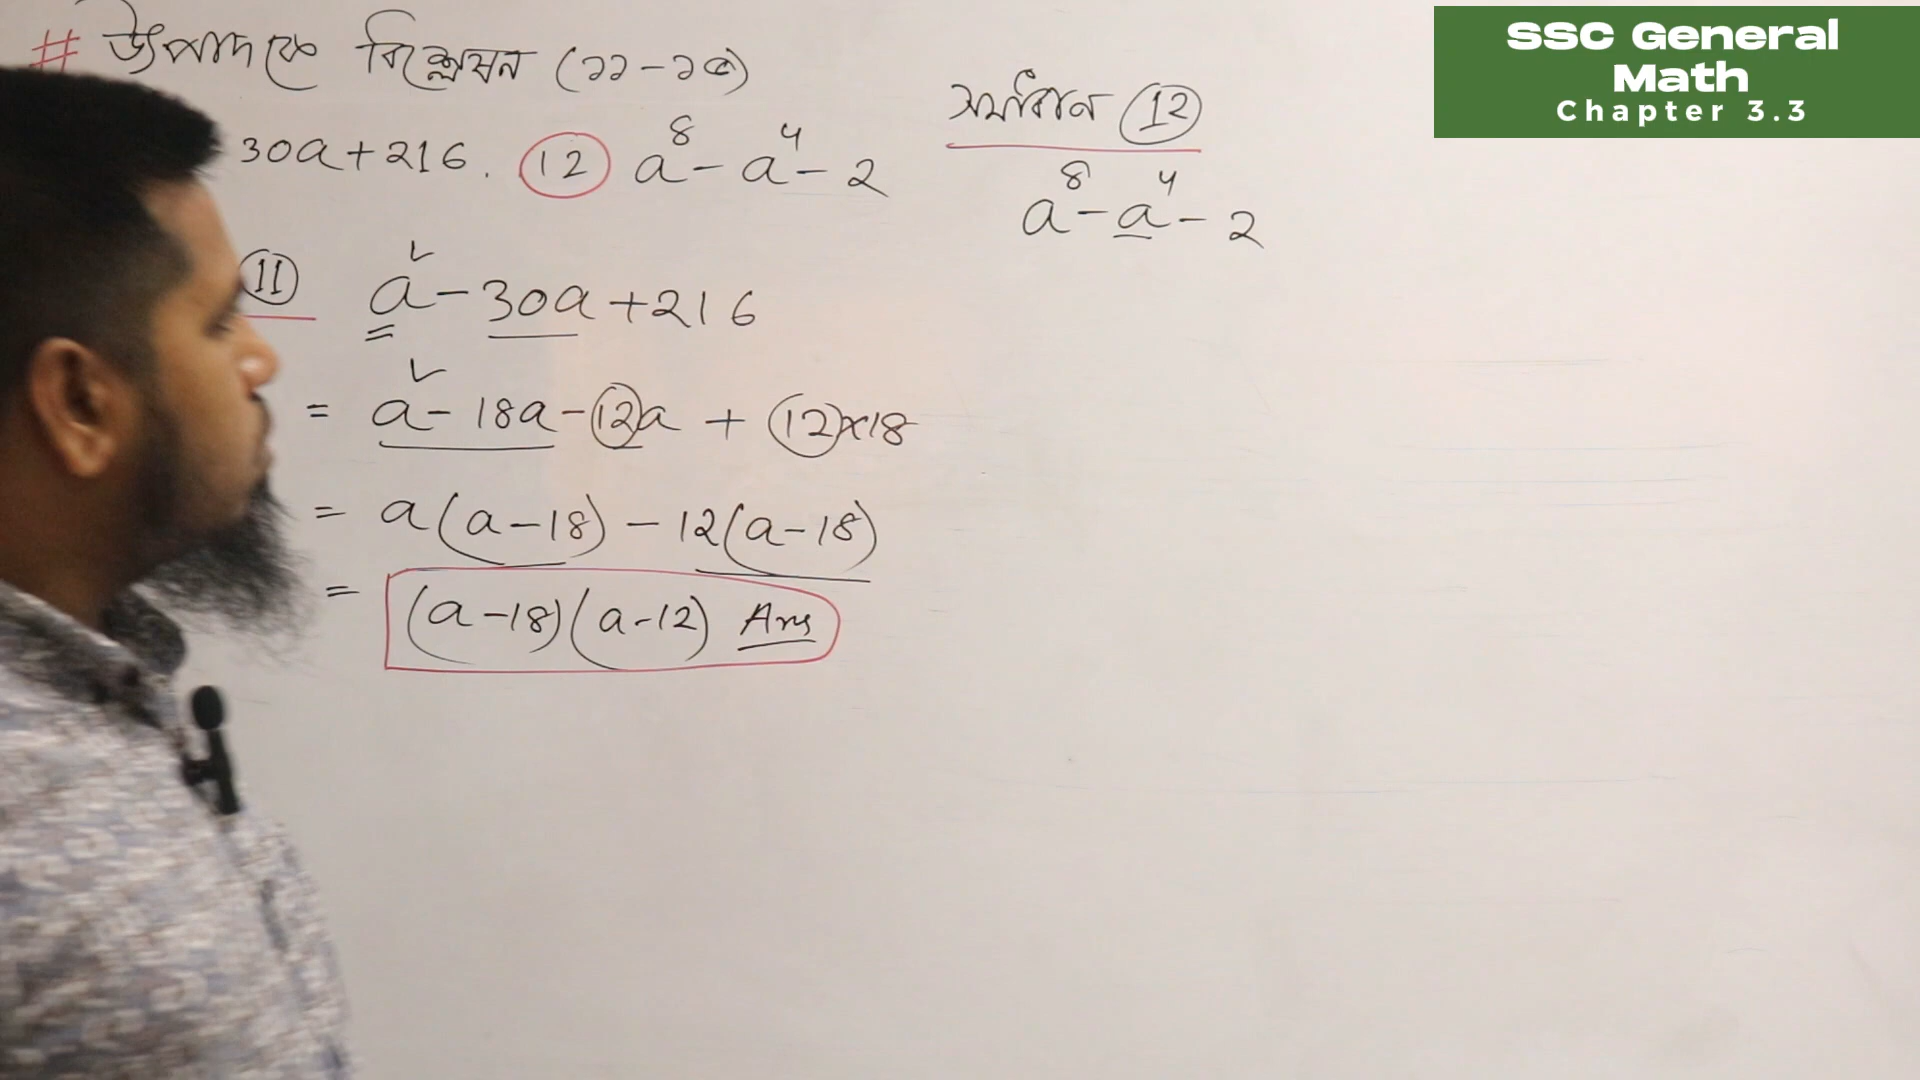 # উৎপাদকে বিশ্লেষন (১১-১৫)
30a+216. (12) a⁸-a⁴-2
(11) a²-30a+216
= a²-18a-12a + 12×18
= a(a-18)-12(a-18)
= (a-18)(a-12) Ans
সমাধান (12)
a⁸-a⁴-2
SSC General
Math
Chapter 3.3